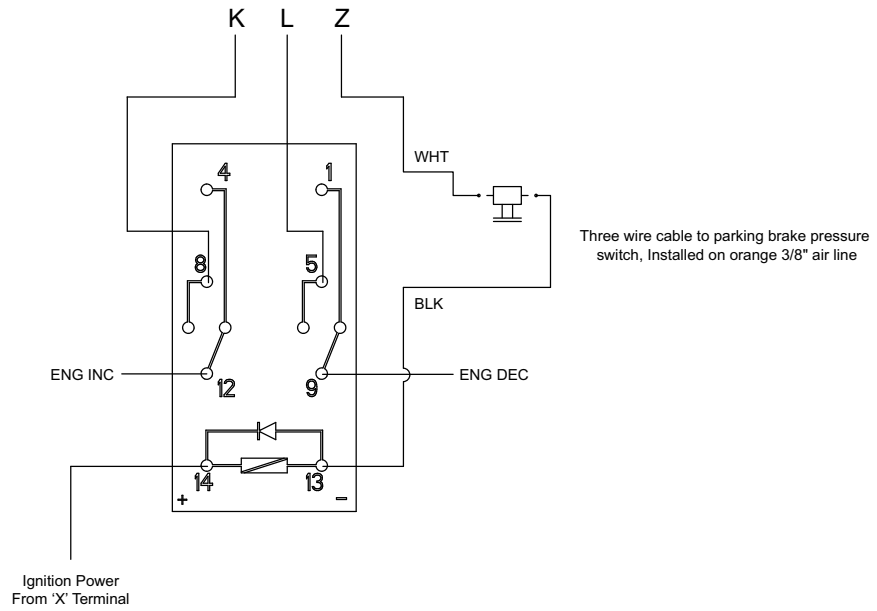 K L Z
WHT
4 1
Three wire cable to parking brake pressure
switch, Installed on orange 3/8" air line
8 5
BLK
ENG INC 12 9 ENG DEC
14 13
+ −
Ignition Power
From ‘X’ Terminal